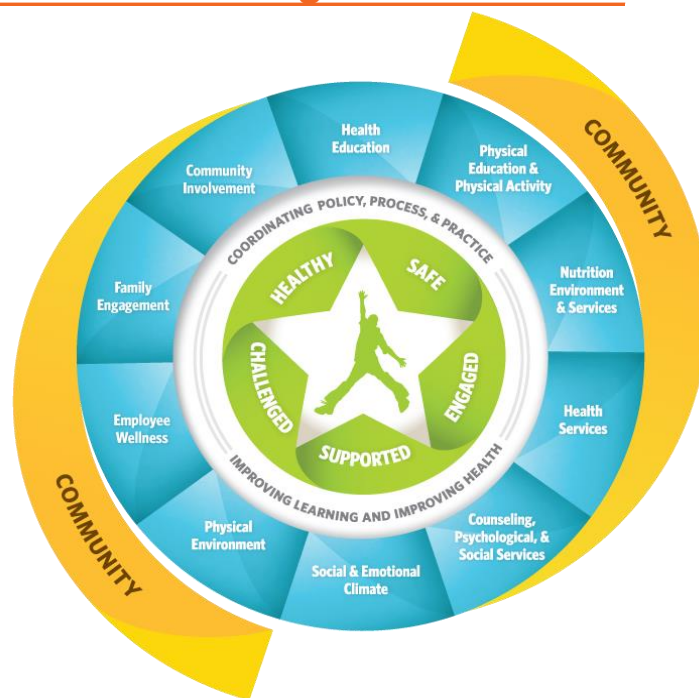 COMMUNITY
Health
Education
Physical
Education &
Physical Activity
Nutrition
Environment
& Services
Health
Services
Counseling,
Psychological, &
Social Services
Social & Emotional
Climate
Physical
Environment
Employee
Wellness
Family
Engagement
Community
Involvement
COORDINATING POLICY, PROCESS, & PRACTICE
IMPROVING LEARNING AND IMPROVING HEALTH
HEALTHY
SAFE
ENGAGED
SUPPORTED
CHALLENGED
COMMUNITY